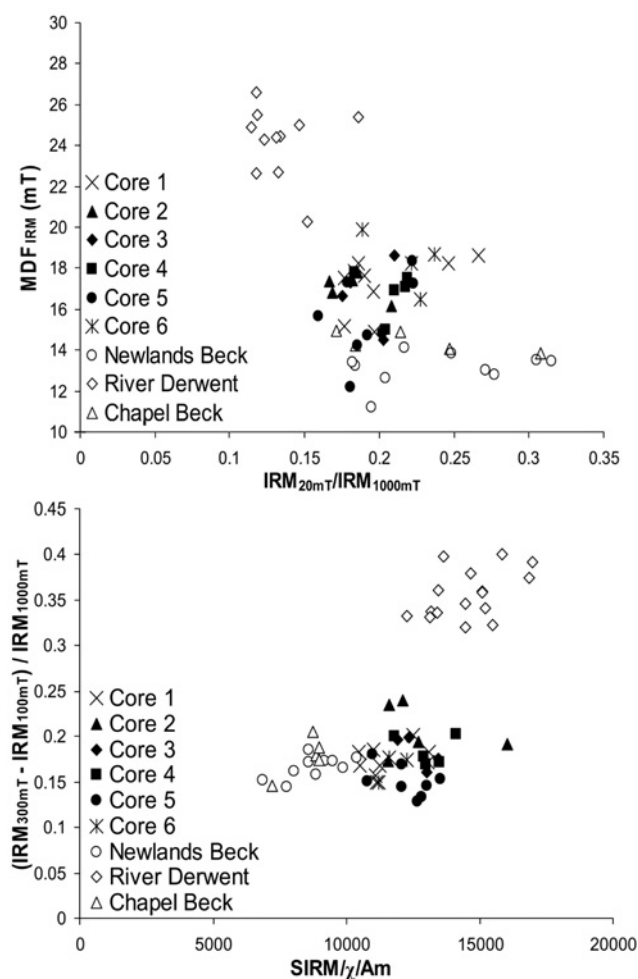 30
28
26
24
22
20
18
16
14
12
10
MDF_IRM (mT)
Core 1
Core 2
Core 3
Core 4
Core 5
Core 6
Newlands Beck
River Derwent
Chapel Beck
0 0.05 0.1 0.15 0.2 0.25 0.3 0.35
IRM20mT/IRM1000mT
0.45
0.4
0.35
0.3
0.25
0.2
0.15
0.1
0.05
0
(IRM300mT - IRM100mT) / IRM1000mT
Core 1
Core 2
Core 3
Core 4
Core 5
Core 6
Newlands Beck
River Derwent
Chapel Beck
0 5000 10000 15000 20000
SIRM/χ/Am